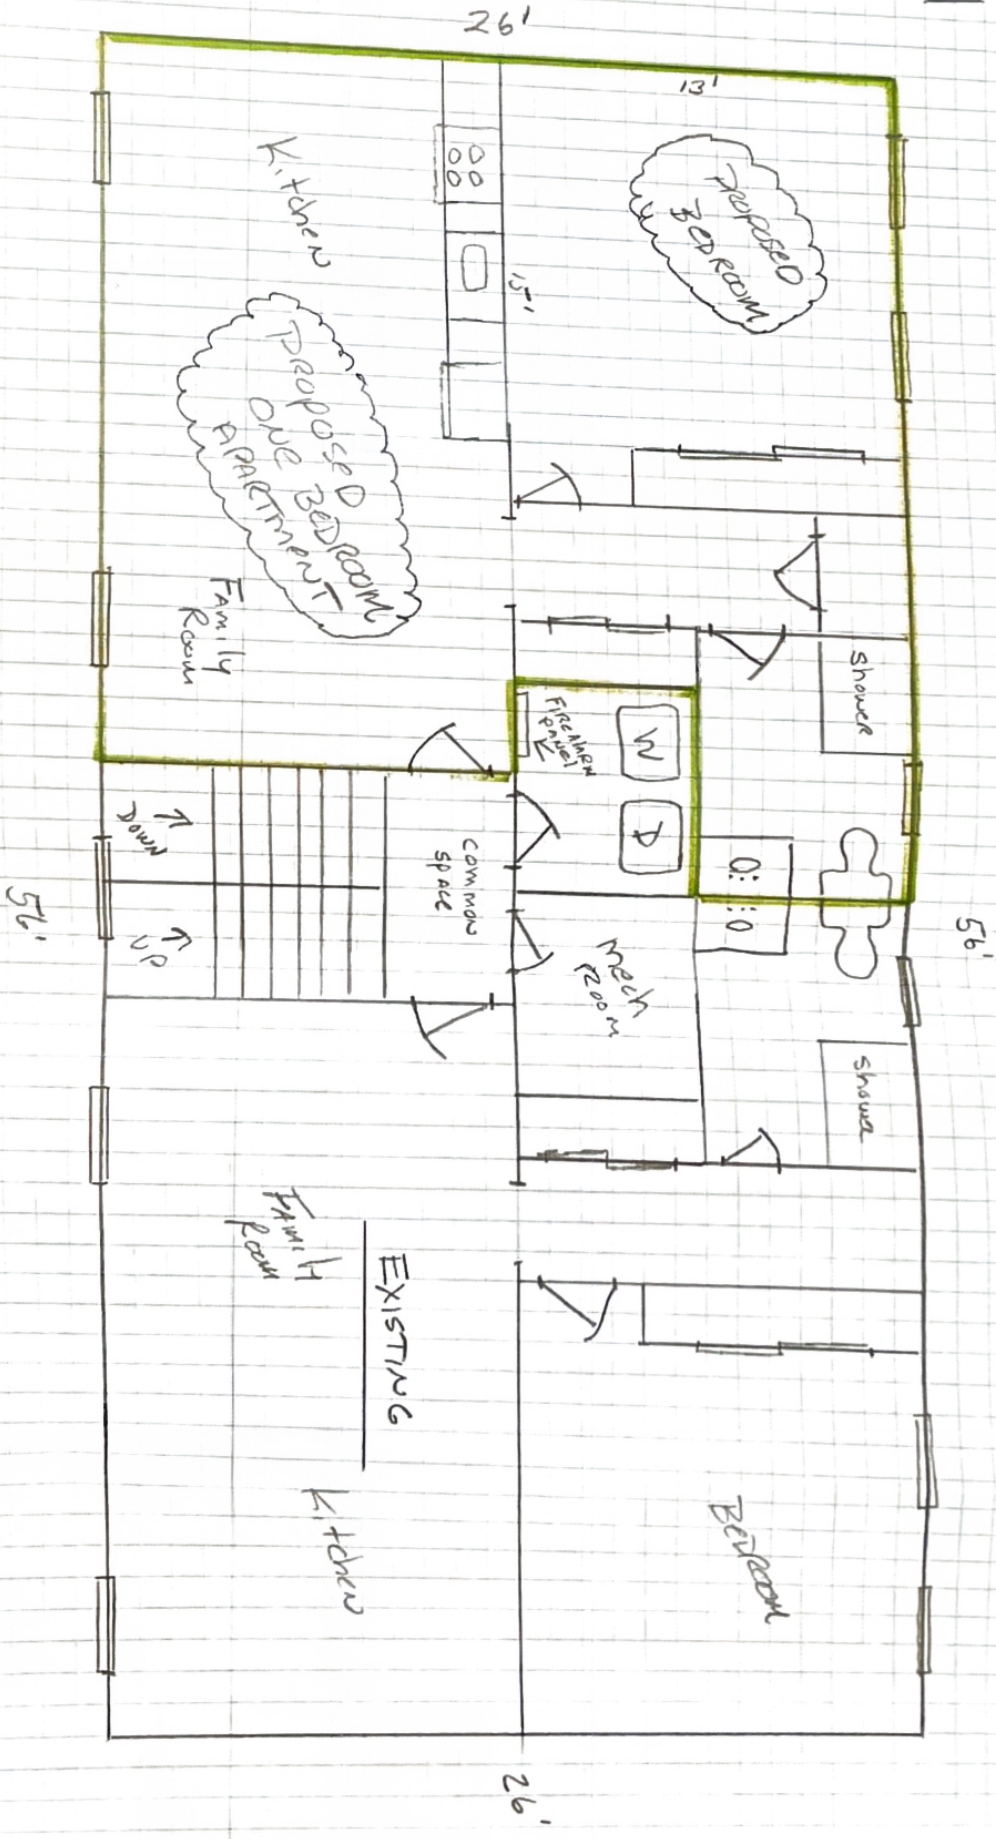 26'
13'
PROPOSED
BEDROOM
Kitchen
15'
PROPOSED
ONE BEDROOM
APARTMENT
FAMILY
ROOM
SHOWER
FIRE ALARM
PANEL
W
D
DOWN
UP
COMMON
SPACE
56'
56'
MECH
ROOM
SHOWER
FAMILY
ROOM
EXISTING
Kitchen
BEDROOM
26'